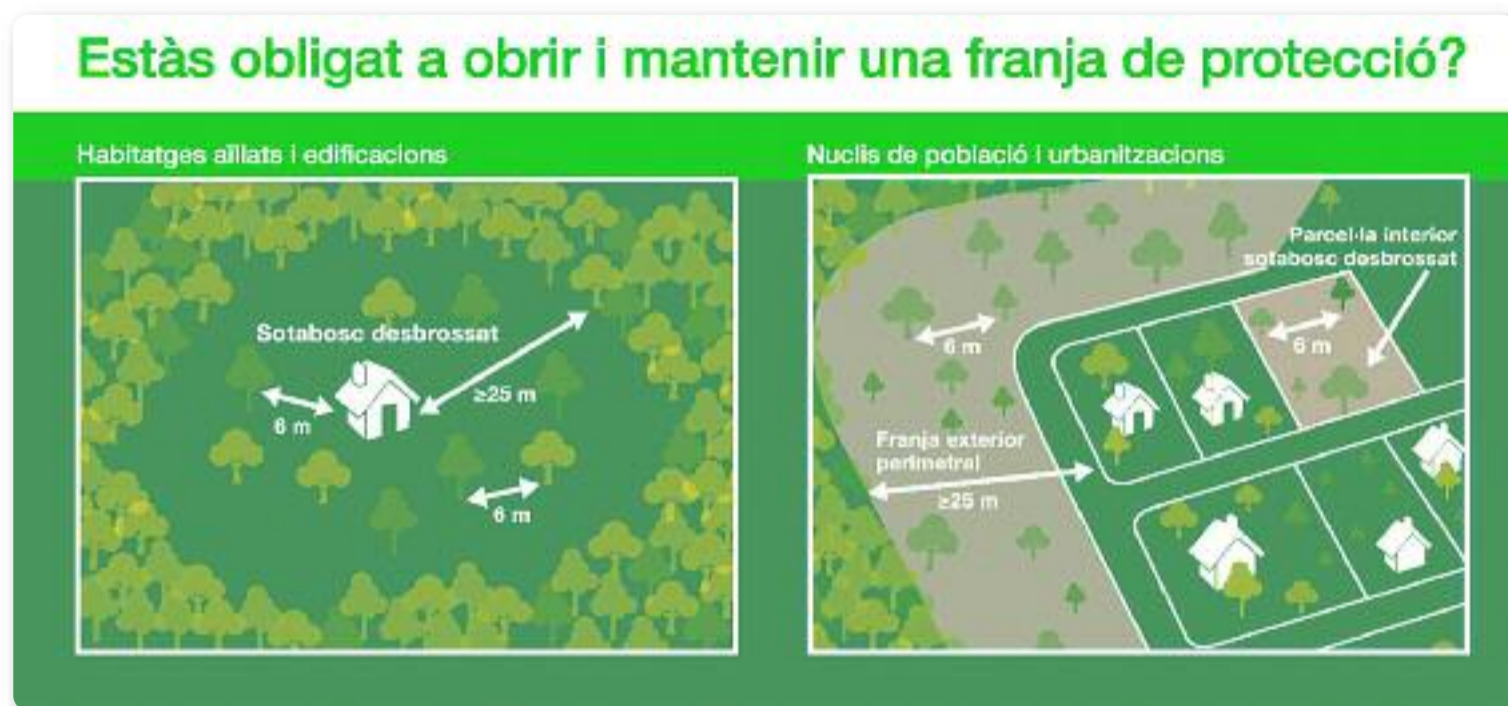 Estàs obligat a obrir i mantenir una franja de protecció?
Habitatges aïllats i edificacions
Sotabosc desbrossat
≥25 m
6 m
6 m
Nuclis de població i urbanitzacions
Parcel·la interior
sotabosc desbrossat
6 m
6 m
Franja exterior
perimetral
≥25 m